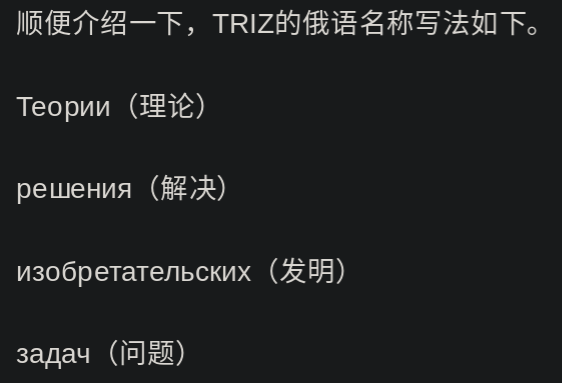 顺便介绍一下，TRIZ的俄语名称写法如下。
Теории（理论）
решения（解决）
изобретательских（发明）
задач（问题）